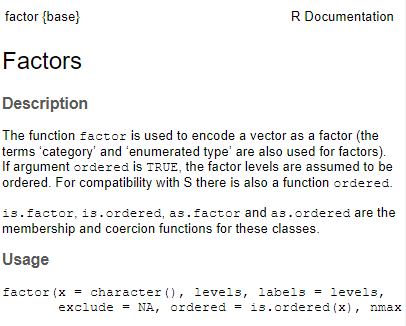 factor {base} R Documentation
Factors
Description
The function factor is used to encode a vector as a factor (the
terms ‘category’ and ‘enumerated type’ are also used for factors).
If argument ordered is TRUE, the factor levels are assumed to be
ordered. For compatibility with S there is also a function ordered.
is.factor, is.ordered, as.factor and as.ordered are the
membership and coercion functions for these classes.
Usage
factor(x = character(), levels, labels = levels,
exclude = NA, ordered = is.ordered(x), nmax